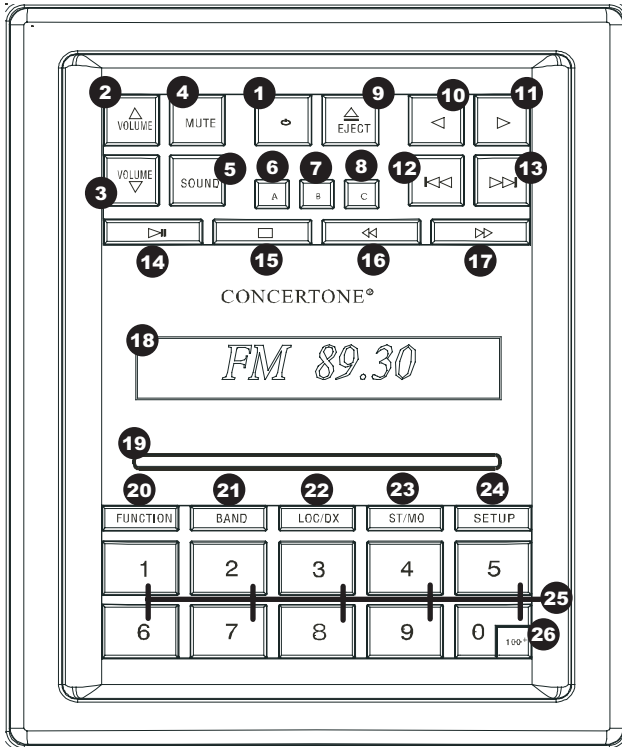 2 4 1 9 10 11
VOLUME MUTE EJECT
3 5 6 7 8 12 13
VOLUME SOUND A B C
14 15 16 17
CONCERTONE®
18
FM 89.30
19
20 21 22 23 24
FUNCTION BAND LOC/DX ST/MO SETUP
1 2 3 4 5
25
6 7 8 9 0 100+ 26